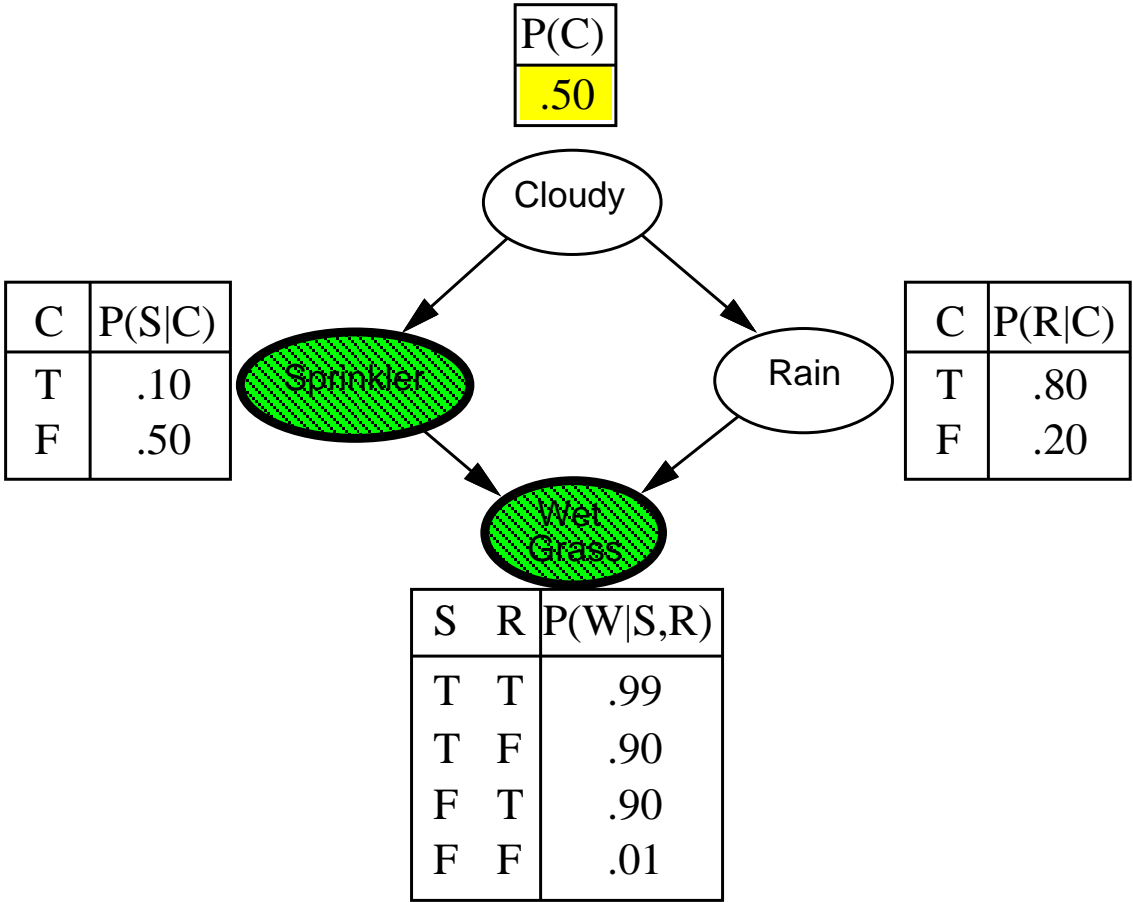 P(C)
.50
Cloudy
C P(S|C)
T .10
F .50
Sprinkler
Rain
C P(R|C)
T .80
F .20
Wet
Grass
S R P(W|S,R)
T T .99
T F .90
F T .90
F F .01